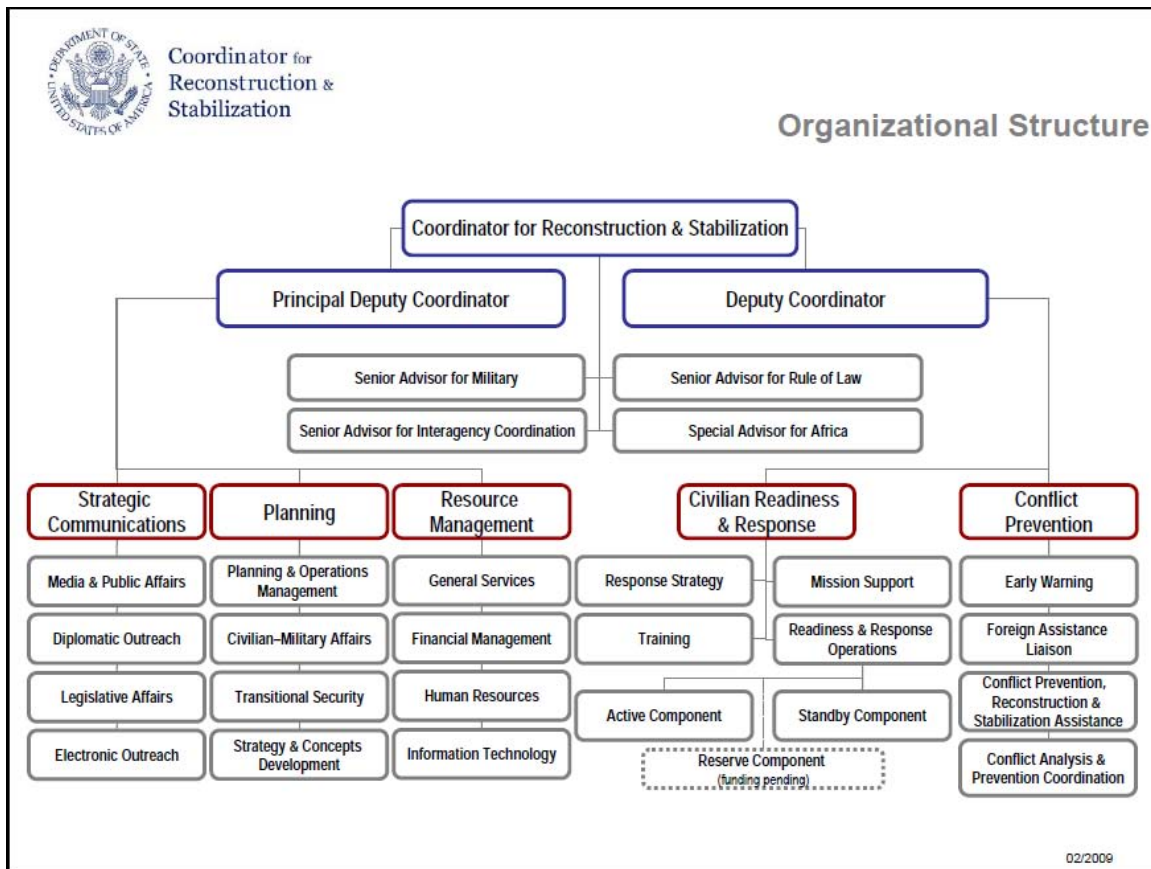 DEPARTMENT OF STATE
UNITED STATES OF AMERICA
Coordinator for
Reconstruction &
Stabilization
Organizational Structure
Coordinator for Reconstruction & Stabilization
Principal Deputy Coordinator
Deputy Coordinator
Senior Advisor for Military
Senior Advisor for Rule of Law
Senior Advisor for Interagency Coordination
Special Advisor for Africa
Strategic
Communications
Planning
Resource
Management
Civilian Readiness
& Response
Conflict
Prevention
Media & Public Affairs
Diplomatic Outreach
Legislative Affairs
Electronic Outreach
Planning & Operations
Management
Civilian–Military Affairs
Transitional Security
Strategy & Concepts
Development
General Services
Financial Management
Human Resources
Information Technology
Response Strategy
Mission Support
Training
Readiness & Response
Operations
Active Component
Standby Component
Reserve Component
(funding pending)
Early Warning
Foreign Assistance
Liaison
Conflict Prevention,
Reconstruction &
Stabilization Assistance
Conflict Analysis &
Prevention Coordination
02/2009